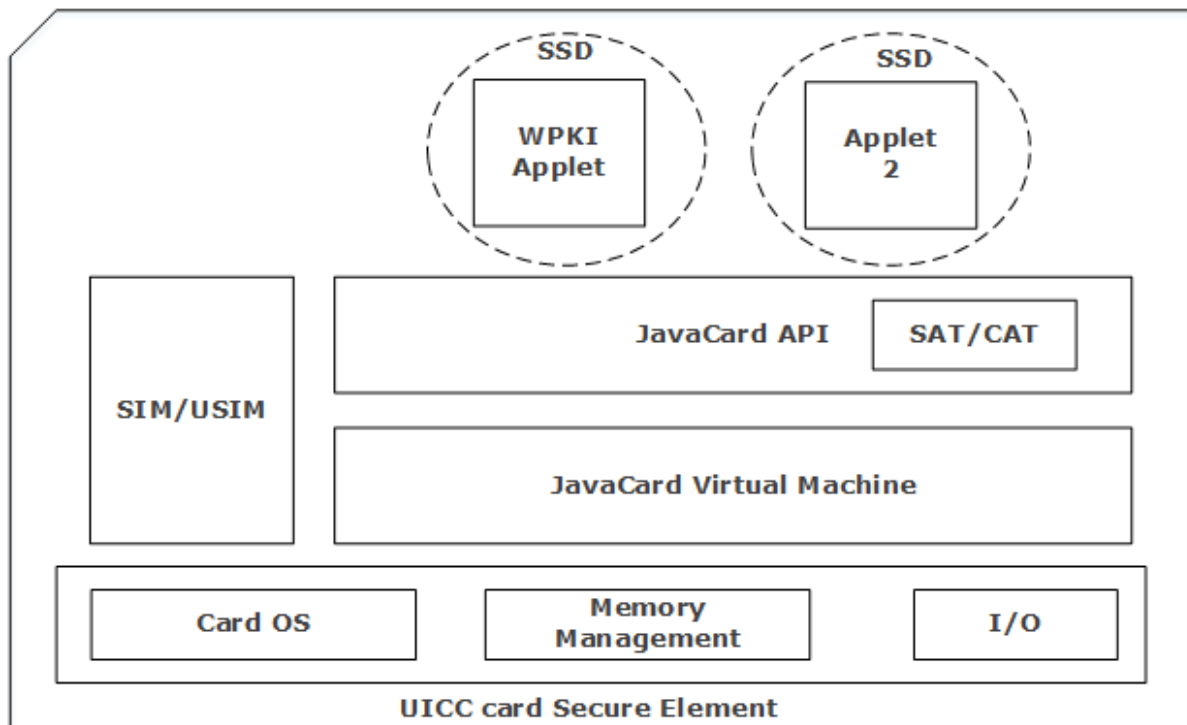 SSD
SSD
WPKI
Applet
Applet
2
JavaCard API
SAT/CAT
SIM/USIM
JavaCard Virtual Machine
Card OS
Memory
Management
I/O
UICC card Secure Element